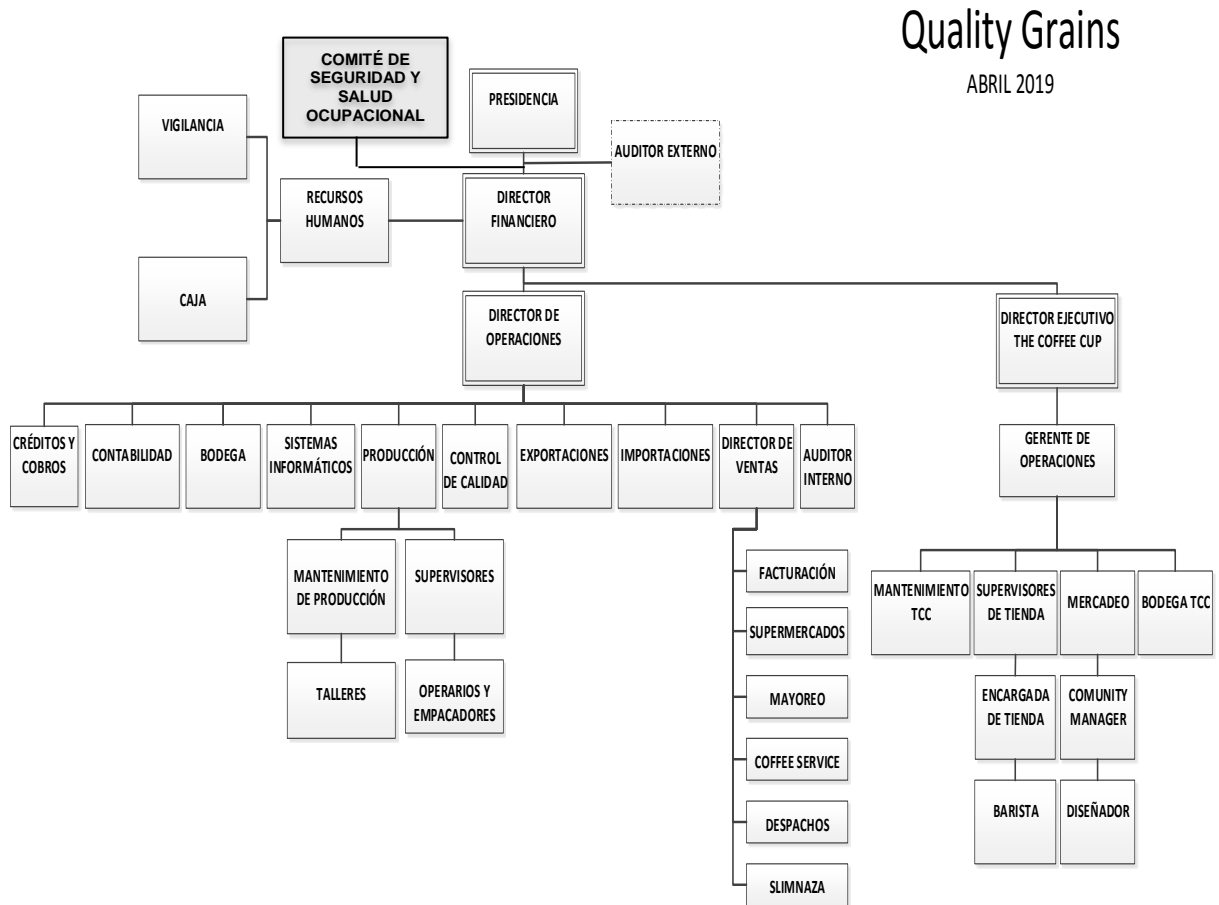 Quality Grains
ABRIL 2019
COMITÉ DE
SEGURIDAD Y
SALUD
OCUPACIONAL
PRESIDENCIA
VIGILANCIA
AUDITOR EXTERNO
RECURSOS
HUMANOS
DIRECTOR
FINANCIERO
CAJA
DIRECTOR DE
OPERACIONES
DIRECTOR EJECUTIVO
THE COFFEE CUP
CRÉDITOS Y
COBROS
CONTABILIDAD
BODEGA
SISTEMAS
INFORMÁTICOS
PRODUCCIÓN
CONTROL
DE CALIDAD
EXPORTACIONES
IMPORTACIONES
DIRECTOR DE
VENTAS
AUDITOR
INTERNO
GERENTE DE
OPERACIONES
MANTENIMIENTO
DE PRODUCCIÓN
SUPERVISORES
TALLERES
OPERARIOS Y
EMPACADORES
FACTURACIÓN
SUPERMERCADOS
MAYOREO
COFFEE SERVICE
DESPACHOS
SLIMNAZA
MANTENIMIENTO
TCC
SUPERVISORES
DE TIENDA
MERCADEO
BODEGA TCC
ENCARGADA
DE TIENDA
COMUNITY
MANAGER
BARISTA
DISEÑADOR